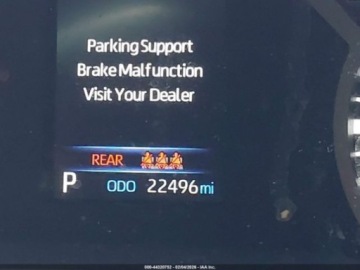 Parking Support
Brake Malfunction
Visit Your Dealer
REAR
P ODO 22496 mi